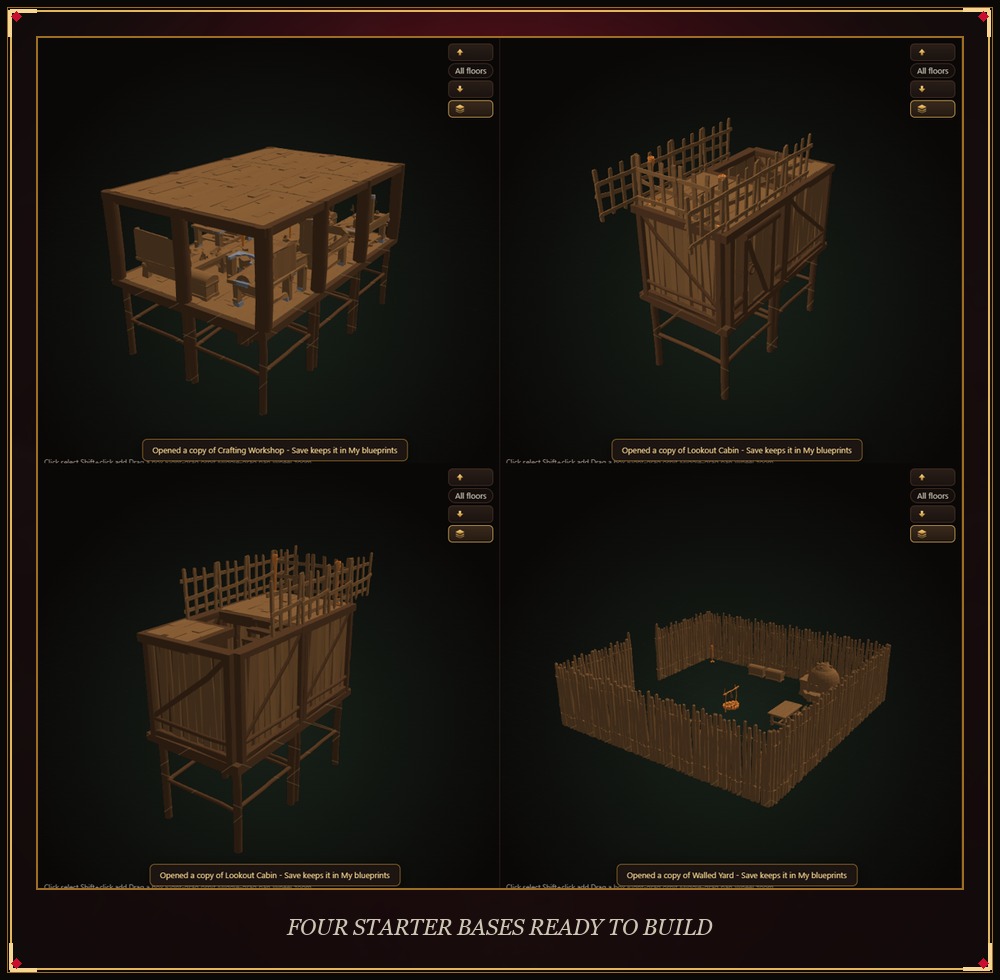 All floors
All floors
Opened a copy of Crafting Workshop - Save keeps it in My blueprints
Opened a copy of Lookout Cabin - Save keeps it in My blueprints
All floors
All floors
Opened a copy of Lookout Cabin - Save keeps it in My blueprints
Opened a copy of Walled Yard - Save keeps it in My blueprints
FOUR STARTER BASES READY TO BUILD